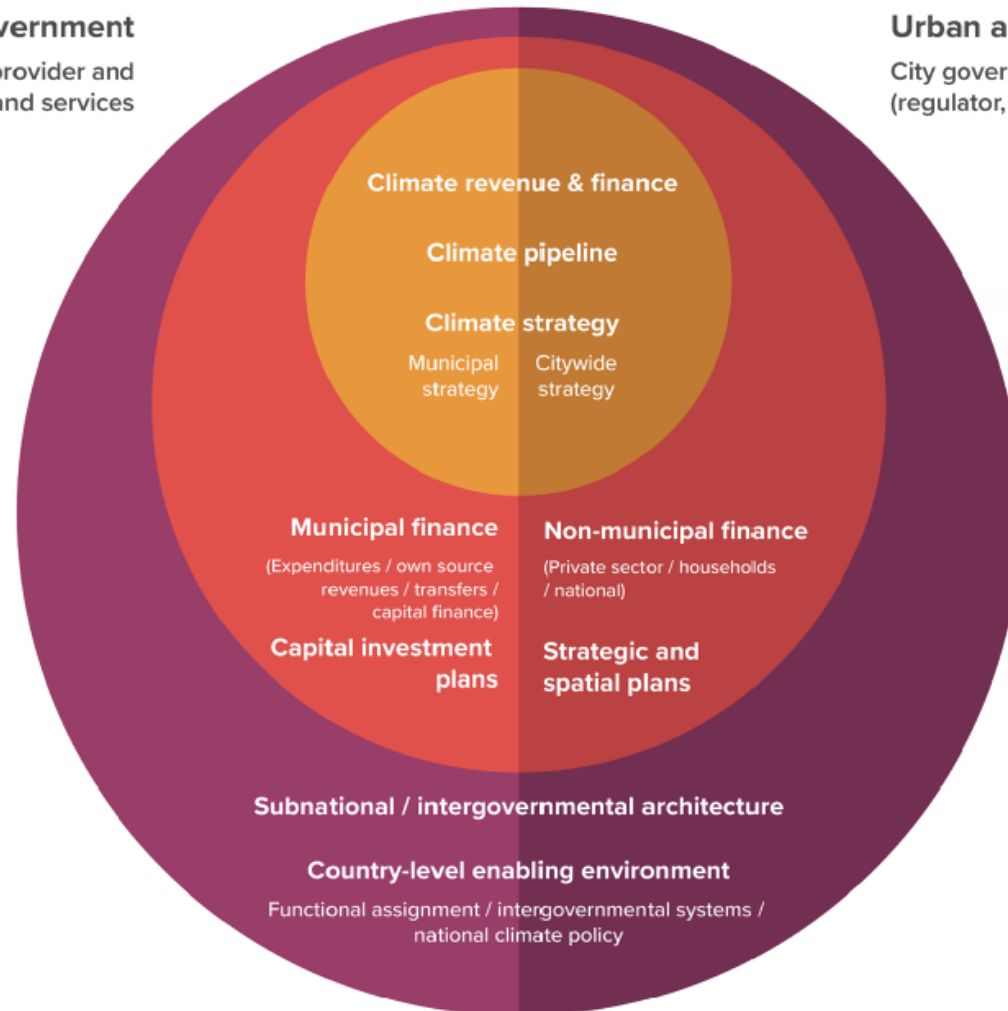 vernment
provider and
and services
Urban a
City gover
(regulator,
Climate revenue & finance
Climate pipeline
Climate strategy
Municipal
strategy
Citywide
strategy
Municipal finance
(Expenditures / own source
revenues / transfers /
capital finance)
Capital investment
plans
Non-municipal finance
(Private sector / households
/ national)
Strategic and
spatial plans
Subnational / intergovernmental architecture
Country-level enabling environment
Functional assignment / intergovernmental systems /
national climate policy